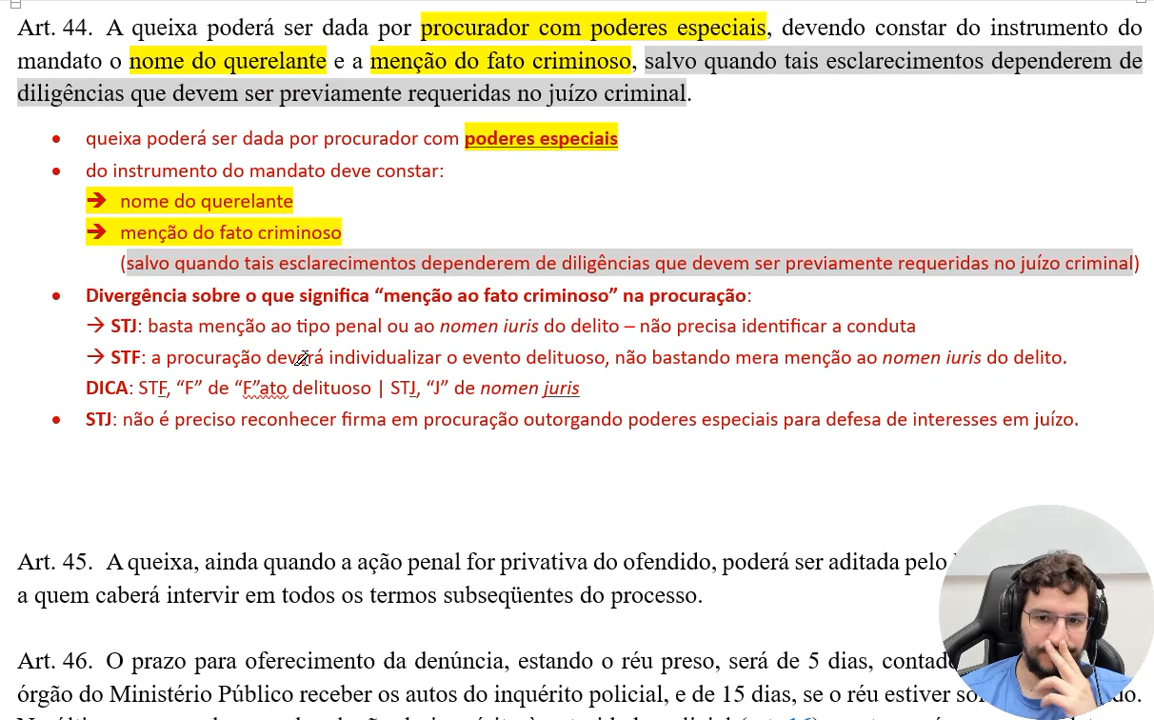 Art. 44. A queixa poderá ser dada por procurador com poderes especiais, devendo constar do instrumento do
mandato o nome do querelante e a menção do fato criminoso, salvo quando tais esclarecimentos dependerem de
diligências que devem ser previamente requeridas no juízo criminal.
• queixa poderá ser dada por procurador com poderes especiais
• do instrumento do mandato deve constar:
➔ nome do querelante
➔ menção do fato criminoso
(salvo quando tais esclarecimentos dependerem de diligências que devem ser previamente requeridas no juízo criminal)
• Divergência sobre o que significa “menção ao fato criminoso” na procuração:
→ STJ: basta menção ao tipo penal ou ao nomen iuris do delito – não precisa identificar a conduta
→ STF: a procuração deverá individualizar o evento delituoso, não bastando mera menção ao nomen iuris do delito.
DICA: STF, “F” de “F”ato delituoso | STJ, “J” de nomen juris
• STJ: não é preciso reconhecer firma em procuração outorgando poderes especiais para defesa de interesses em juízo.
Art. 45. A queixa, ainda quando a ação penal for privativa do ofendido, poderá ser aditada pelo
a quem caberá intervir em todos os termos subseqüentes do processo.
Art. 46. O prazo para oferecimento da denúncia, estando o réu preso, será de 5 dias,
órgão do Ministério Público receber os autos do inquérito policial, e de 15 dias, se o réu estiver